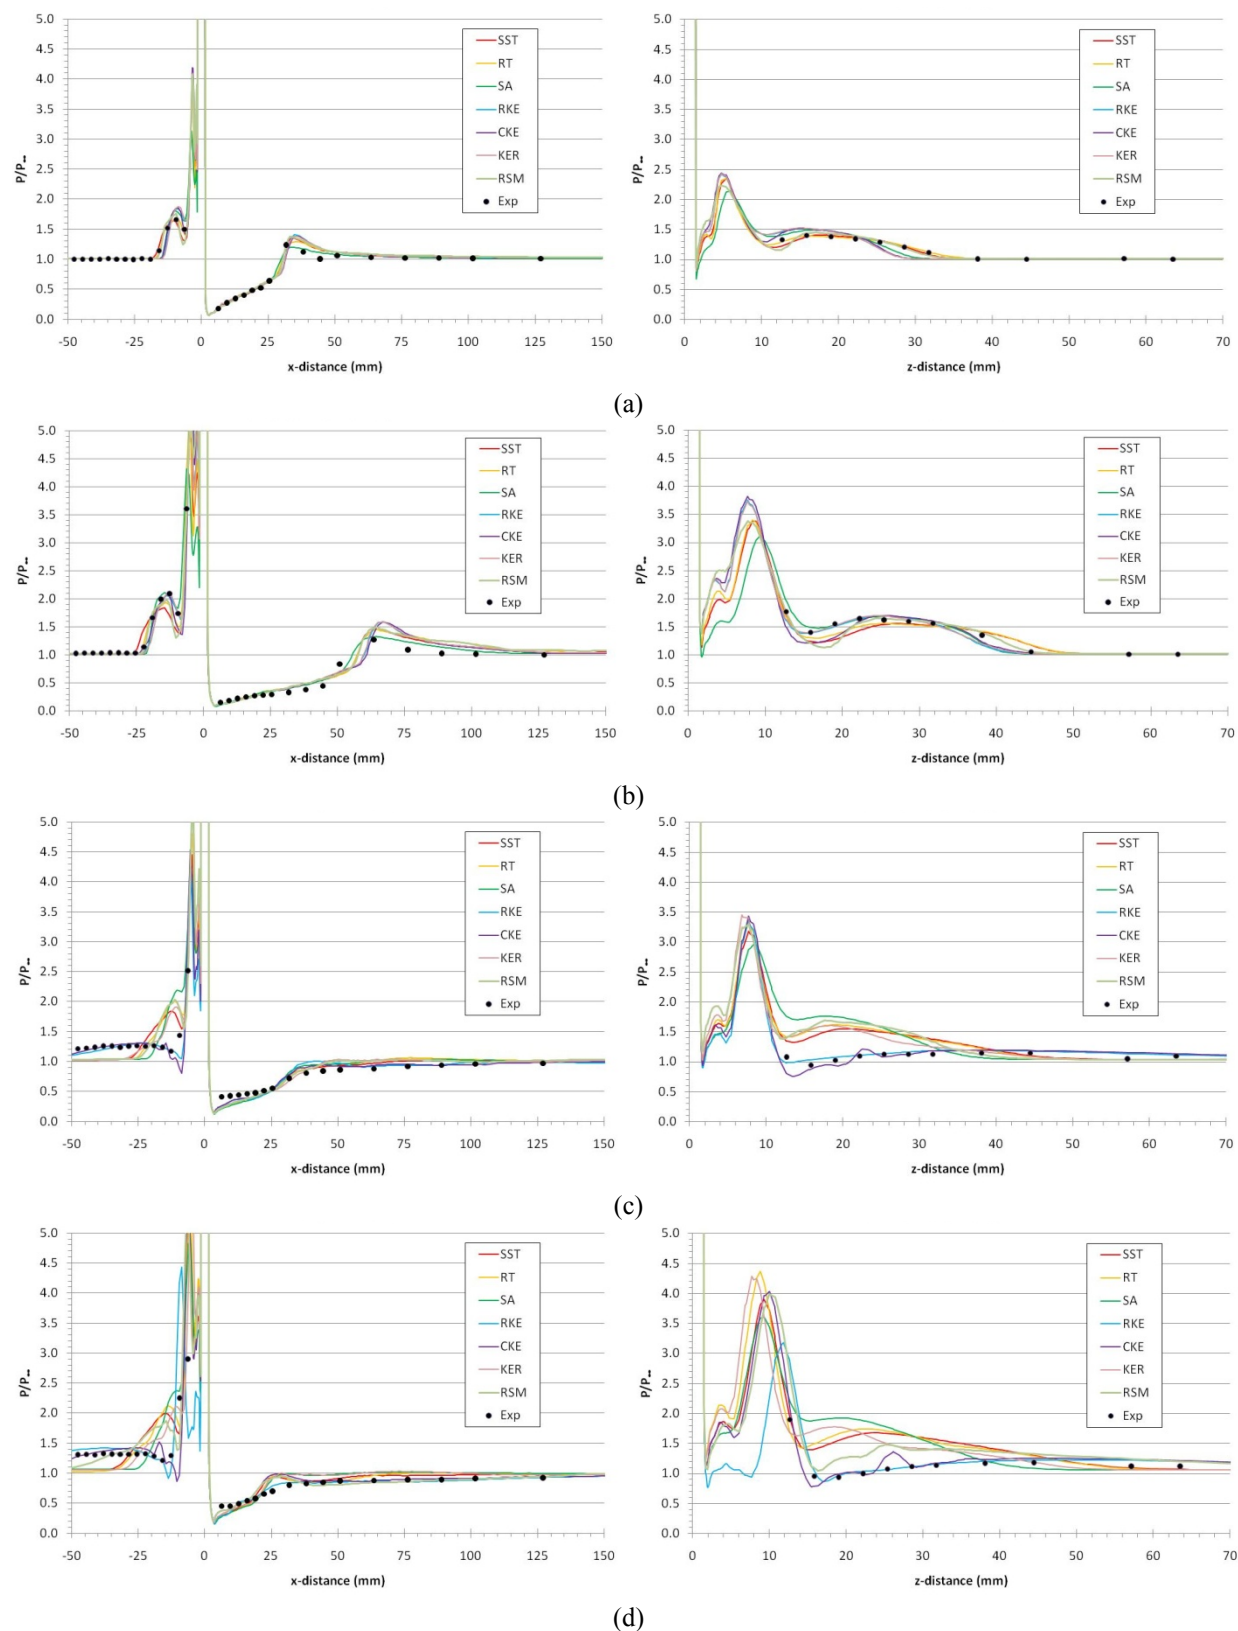 5.0
4.5
4.0
3.5
3.0
2.5
2.0
1.5
1.0
0.5
0.0
P/P∞
SST
RT
SA
RKE
CKE
KER
RSM
Exp
-50 -25 0 25 50 75 100 125 150
x-distance (mm)
5.0
4.5
4.0
3.5
3.0
2.5
2.0
1.5
1.0
0.5
0.0
P/P∞
SST
RT
SA
RKE
CKE
KER
RSM
Exp
0 10 20 30 40 50 60 70
z-distance (mm)
(a)
5.0
4.5
4.0
3.5
3.0
2.5
2.0
1.5
1.0
0.5
0.0
P/P∞
SST
RT
SA
RKE
CKE
KER
RSM
Exp
-50 -25 0 25 50 75 100 125 150
x-distance (mm)
5.0
4.5
4.0
3.5
3.0
2.5
2.0
1.5
1.0
0.5
0.0
P/P∞
SST
RT
SA
RKE
CKE
KER
RSM
Exp
0 10 20 30 40 50 60 70
z-distance (mm)
(b)
5.0
4.5
4.0
3.5
3.0
2.5
2.0
1.5
1.0
0.5
0.0
P/P∞
SST
RT
SA
RKE
CKE
KER
RSM
Exp
-50 -25 0 25 50 75 100 125 150
x-distance (mm)
5.0
4.5
4.0
3.5
3.0
2.5
2.0
1.5
1.0
0.5
0.0
P/P∞
SST
RT
SA
RKE
CKE
KER
RSM
Exp
0 10 20 30 40 50 60 70
z-distance (mm)
(c)
5.0
4.5
4.0
3.5
3.0
2.5
2.0
1.5
1.0
0.5
0.0
P/P∞
SST
RT
SA
RKE
CKE
KER
RSM
Exp
-50 -25 0 25 50 75 100 125 150
x-distance (mm)
5.0
4.5
4.0
3.5
3.0
2.5
2.0
1.5
1.0
0.5
0.0
P/P∞
SST
RT
SA
RKE
CKE
KER
RSM
Exp
0 10 20 30 40 50 60 70
z-distance (mm)
(d)